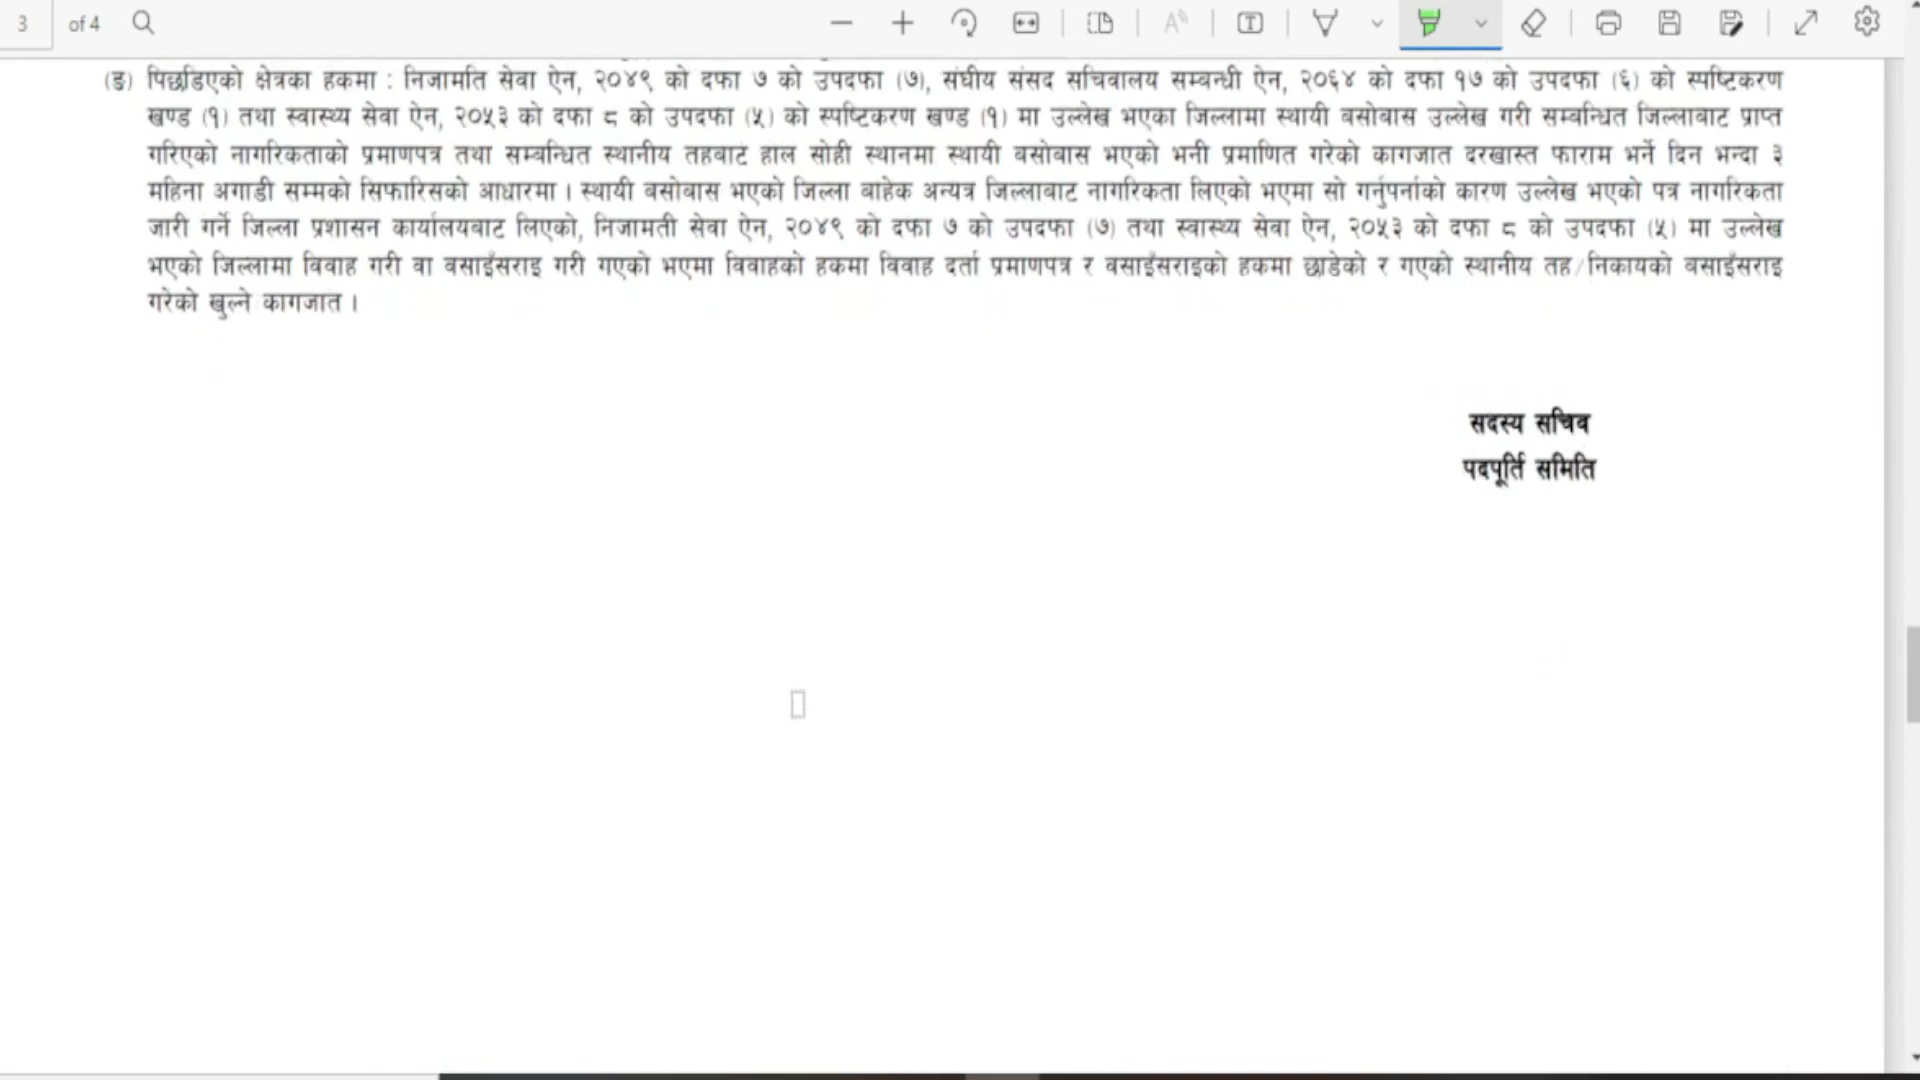 3 of 4
(ङ) पिछडिएको क्षेत्रका हकमा : निजामति सेवा ऐन, २०४९ को दफा ७ को उपदफा (७), संघीय संसद सचिवालय सम्बन्धी ऐन, २०६४ को दफा १७ को उपदफा (६) को स्पष्टिकरण
खण्ड (१) तथा स्वास्थ्य सेवा ऐन, २०५३ को दफा ८ को उपदफा (५) को स्पष्टिकरण खण्ड (१) मा उल्लेख भएका जिल्लामा स्थायी बसोबास उल्लेख गरी सम्बन्धित जिल्लाबाट प्राप्त
गरिएको नागरिकताको प्रमाणपत्र तथा सम्बन्धित स्थानीय तहबाट हाल सोही स्थानमा स्थायी बसोबास भएको भनी प्रमाणित गरेको कागजात दरखास्त फाराम भर्ने दिन भन्दा ३
महिना अगाडी सम्मको सिफारिसको आधारमा । स्थायी बसोबास भएको जिल्ला बाहेक अन्यत्र जिल्लाबाट नागरिकता लिएको भएमा सो गर्नुपर्नाको कारण उल्लेख भएको पत्र नागरिकता
जारी गर्ने जिल्ला प्रशासन कार्यालयबाट लिएको, निजामती सेवा ऐन, २०४९ को दफा ७ को उपदफा (७) तथा स्वास्थ्य सेवा ऐन, २०५३ को दफा ८ को उपदफा (५) मा उल्लेख
भएको जिल्लामा विवाह गरी वा वसाइँसराइ गरी गएको भएमा विवाहको हकमा विवाह दर्ता प्रमाणपत्र र वसाइँसराइको हकमा छाडेको र गएको स्थानीय तह/निकायको वसाइँसराइ
गरेको खुल्ने कागजात ।
सदस्य सचिव
पदपूर्ति समिति